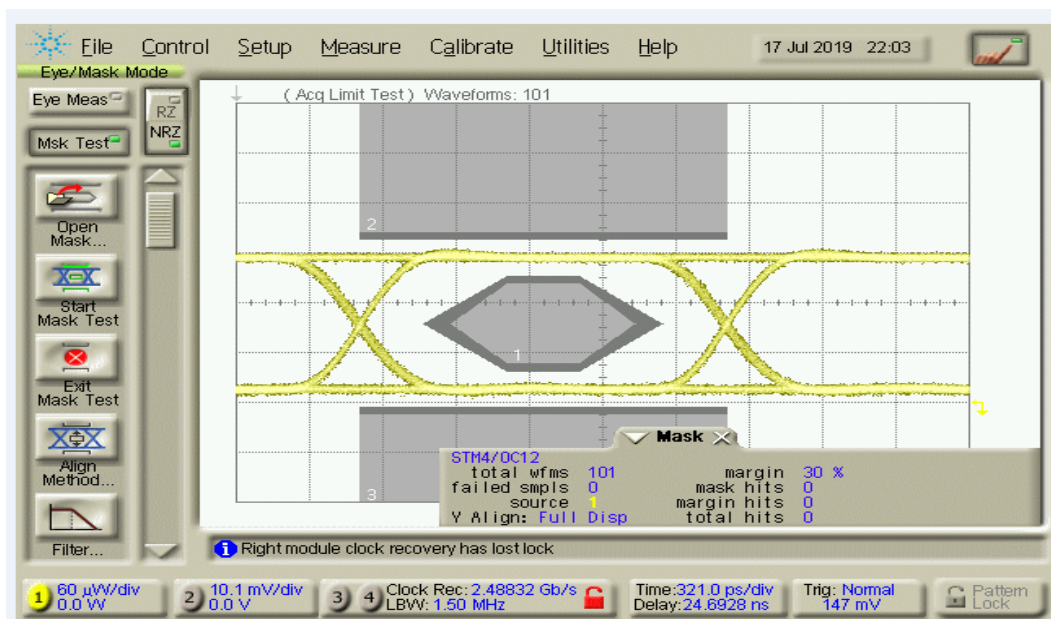 File Control Setup Measure Calibrate Utilities Help 17 Jul 2019 22:03
Eye/Mask Mode
Eye Meas
RZ
NRZ
Msk Test
Open
Mask...
Start
Mask Test
Exit
Mask Test
Align
Method...
Filter...
( Acq Limit Test ) Waveforms: 101
2
1
3
Mask
STM4/OC12
total wfms 101 margin 30 %
failed smpls 0 mask hits 0
source 1 margin hits 0
Y Align: Full Disp total hits 0
Right module clock recovery has lost lock
1 60 µW/div
0.0 W
2 10.1 mV/div
0.0 V
3 4 Clock Rec: 2.48832 Gb/s
LBW: 1.50 MHz
Time:321.0 ps/div
Delay:24.6928 ns
Trig: Normal
147 mV
Pattern
Lock